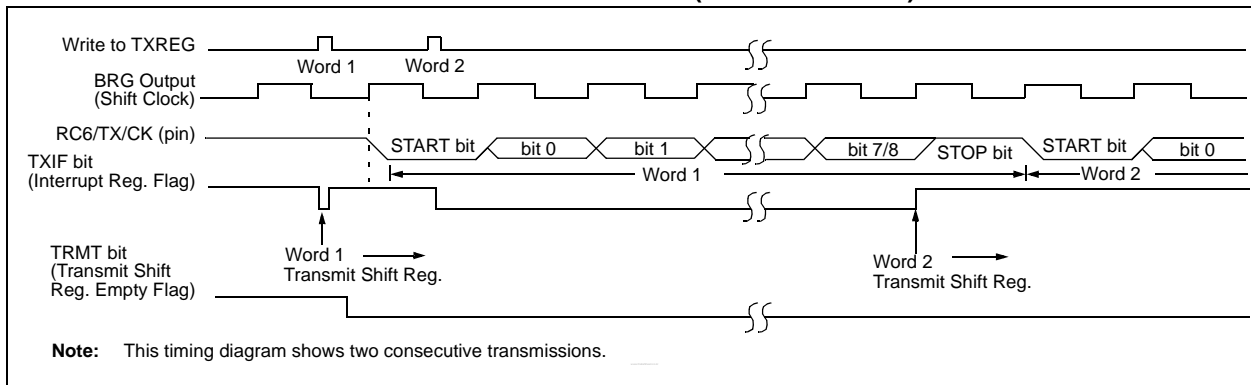 Write to TXREG
Word 1
Word 2
BRG Output
(Shift Clock)
RC6/TX/CK (pin)
START bit
bit 0
bit 1
bit 7/8
STOP bit
START bit
bit 0
TXIF bit
(Interrupt Reg. Flag)
Word 1
Word 2
TRMT bit
(Transmit Shift
Reg. Empty Flag)
Word 1
Transmit Shift Reg.
Word 2
Transmit Shift Reg.
Note: This timing diagram shows two consecutive transmissions.